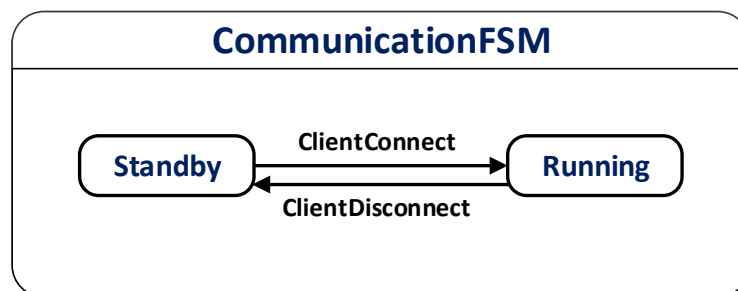 CommunicationFSM
ClientConnect
Standby
Running
ClientDisconnect